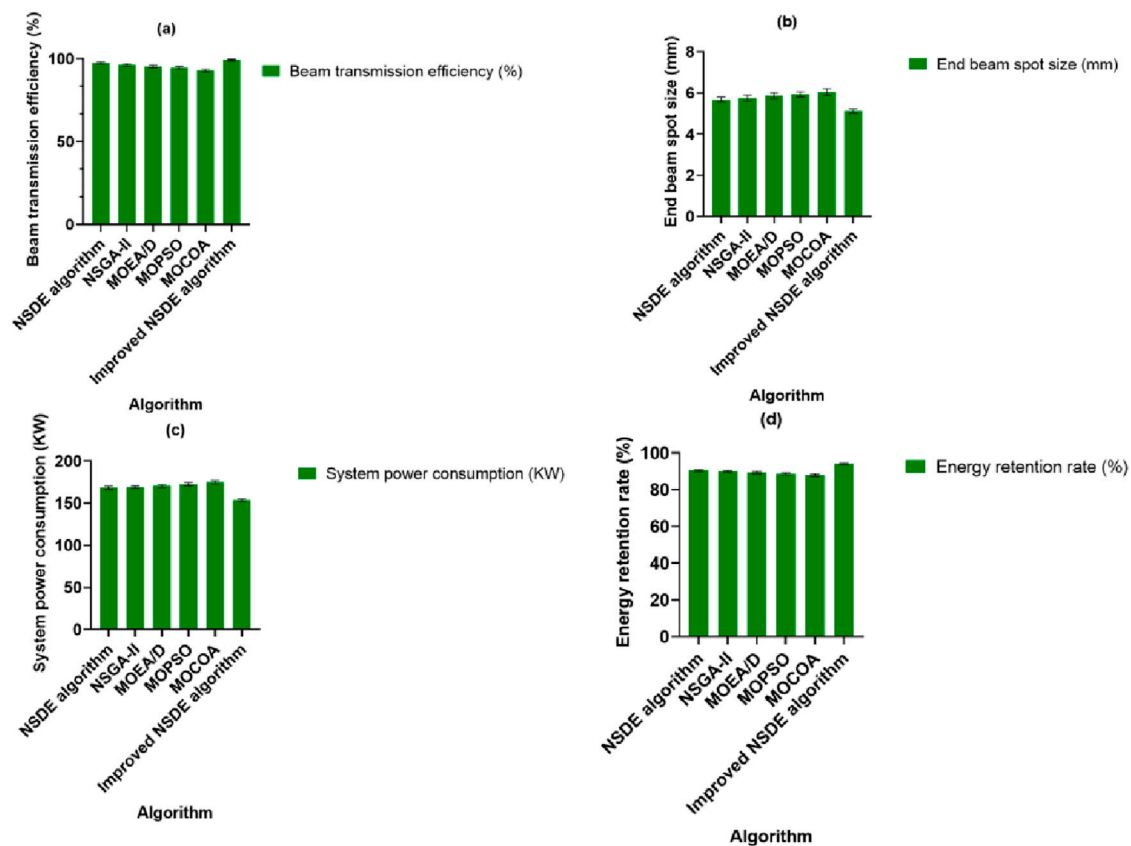 (a)
Beam transmission efficiency (%)
100
50
0
Beam transmission efficiency (%)
NSDE algorithm
NSGA-II
MOEA/D
MOPSO
MOCOA
Improved NSDE algorithm
Algorithm
(b)
End beam spot size (mm)
8
6
4
2
0
End beam spot size (mm)
NSDE algorithm
NSGA-II
MOEA/D
MOPSO
MOCOA
Improved NSDE algorithm
Algorithm
(c)
System power consumption (KW)
200
150
100
50
0
System power consumption (KW)
NSDE algorithm
NSGA-II
MOEA/D
MOPSO
MOCOA
Improved NSDE algorithm
Algorithm
(d)
Energy retention rate (%)
100
80
60
40
20
0
Energy retention rate (%)
NSDE algorithm
NSGA-II
MOEA/D
MOPSO
MOCOA
Improved NSDE algorithm
Algorithm